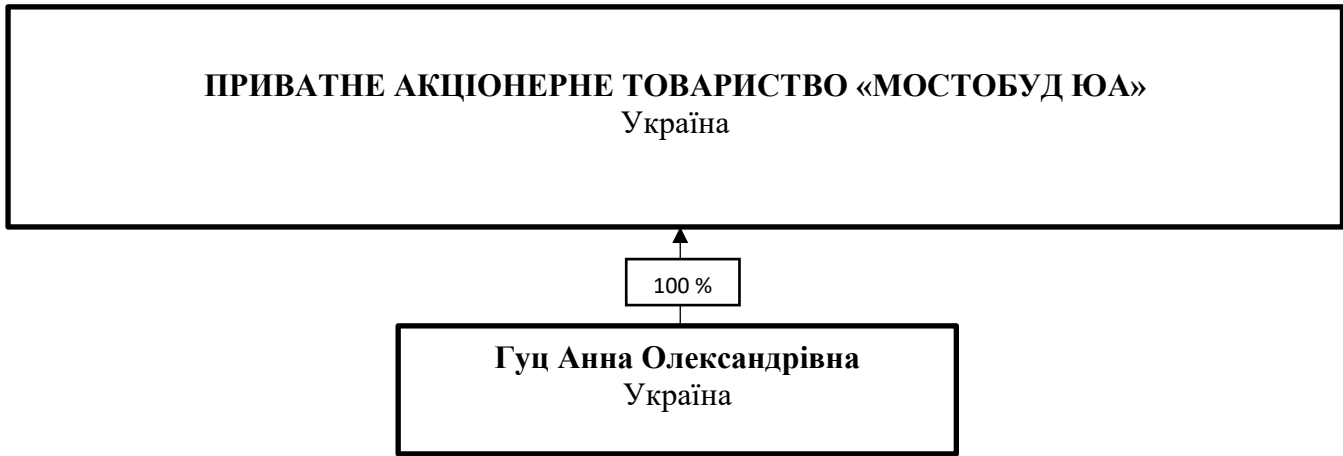 ПРИВАТНЕ АКЦІОНЕРНЕ ТОВАРИСТВО «МОСТОБУД ЮА»
Україна
100 %
Гуц Анна Олександрівна
Україна